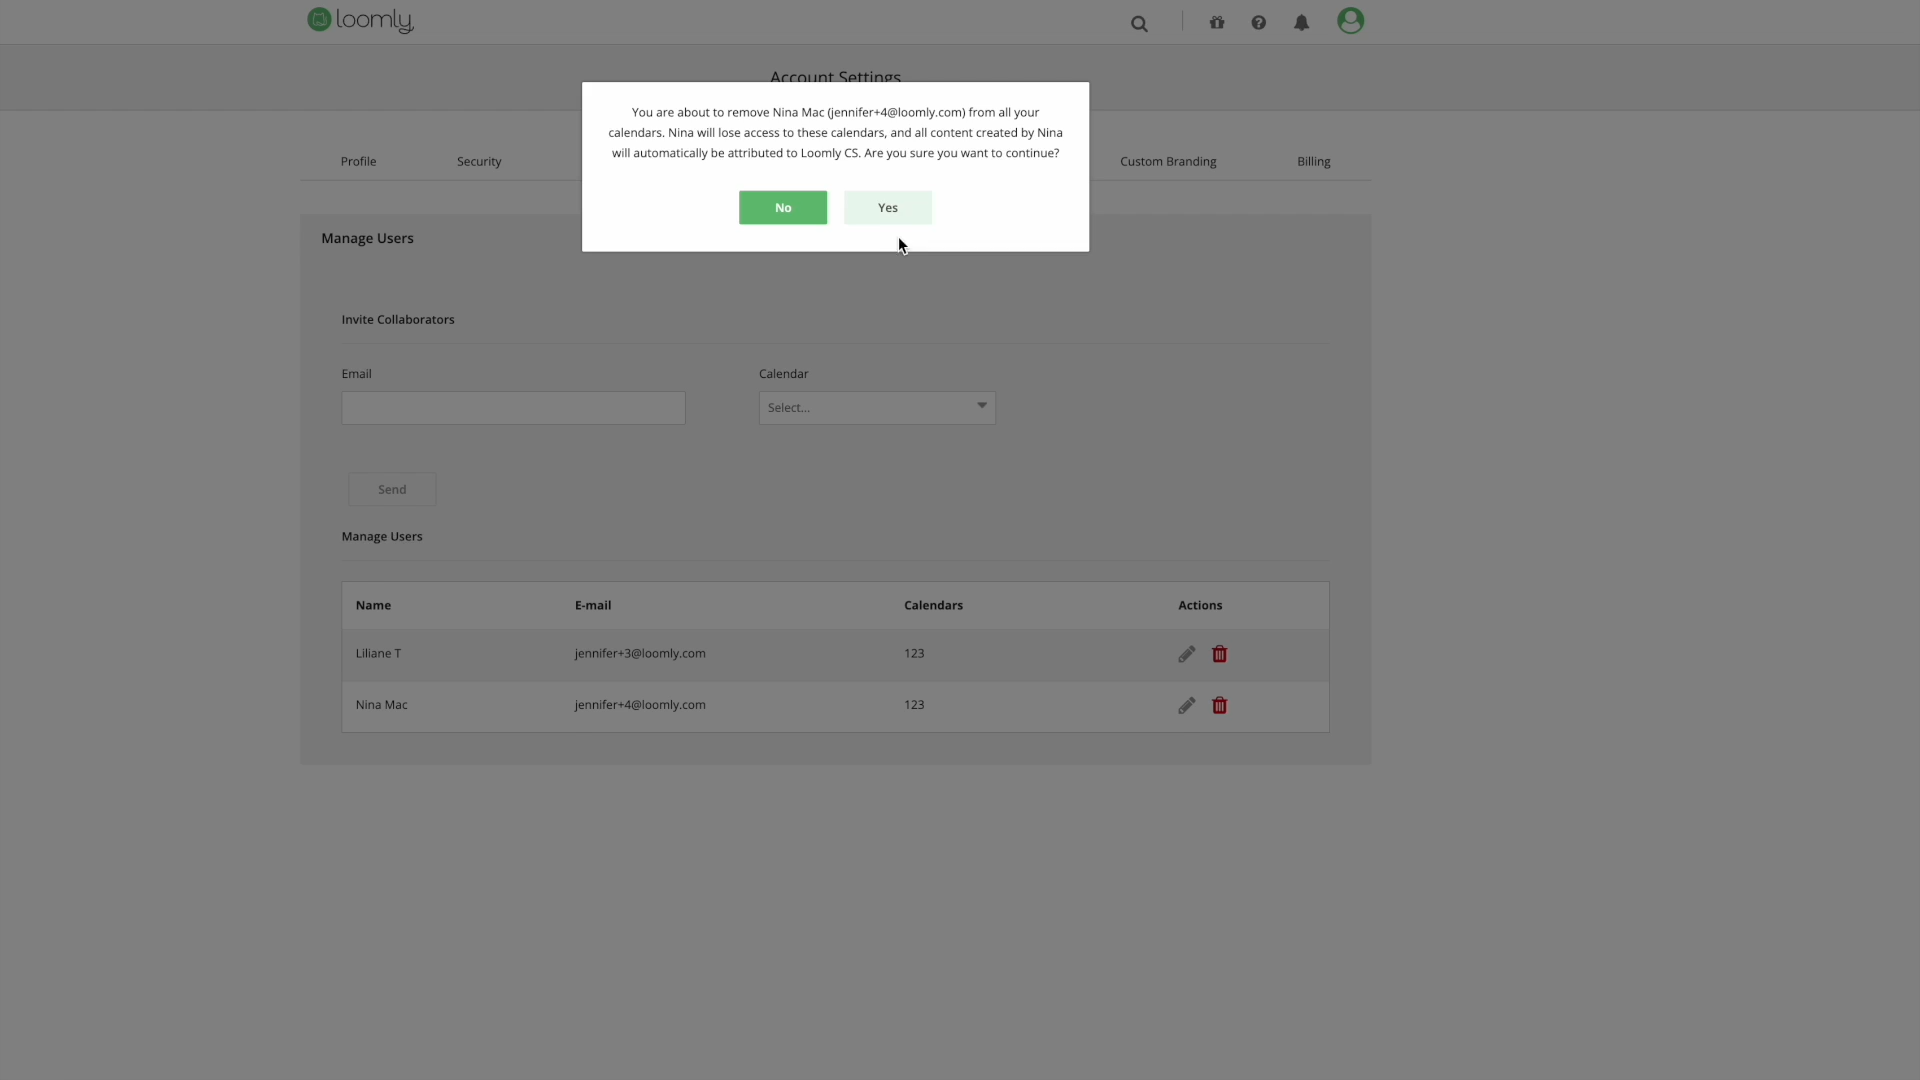 loomly
Account Settings
You are about to remove Nina Mac (jennifer+4@loomly.com) from all your
calendars. Nina will lose access to these calendars, and all content created by Nina
will automatically be attributed to Loomly CS. Are you sure you want to continue?
No Yes
Profile Security Custom Branding Billing
Manage Users
Invite Collaborators
Email Calendar
Select...
Send
Manage Users
Name E-mail Calendars Actions
Liliane T jennifer+3@loomly.com 123
Nina Mac jennifer+4@loomly.com 123